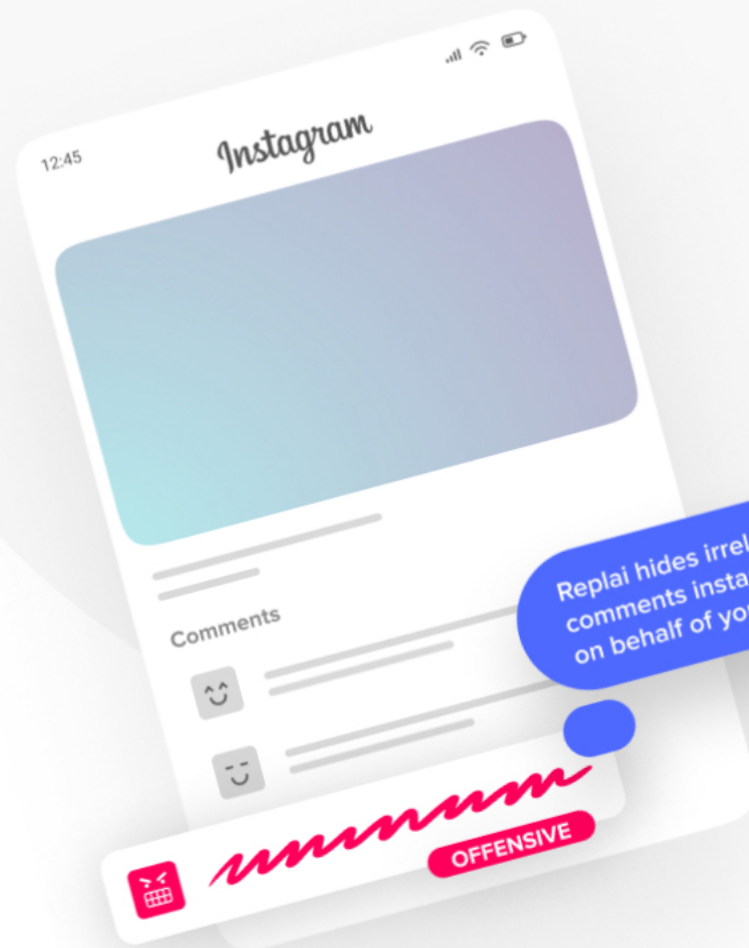 12:45
Instagram
Replai hides
comments
on behalf of
Comments
OFFENSIVE